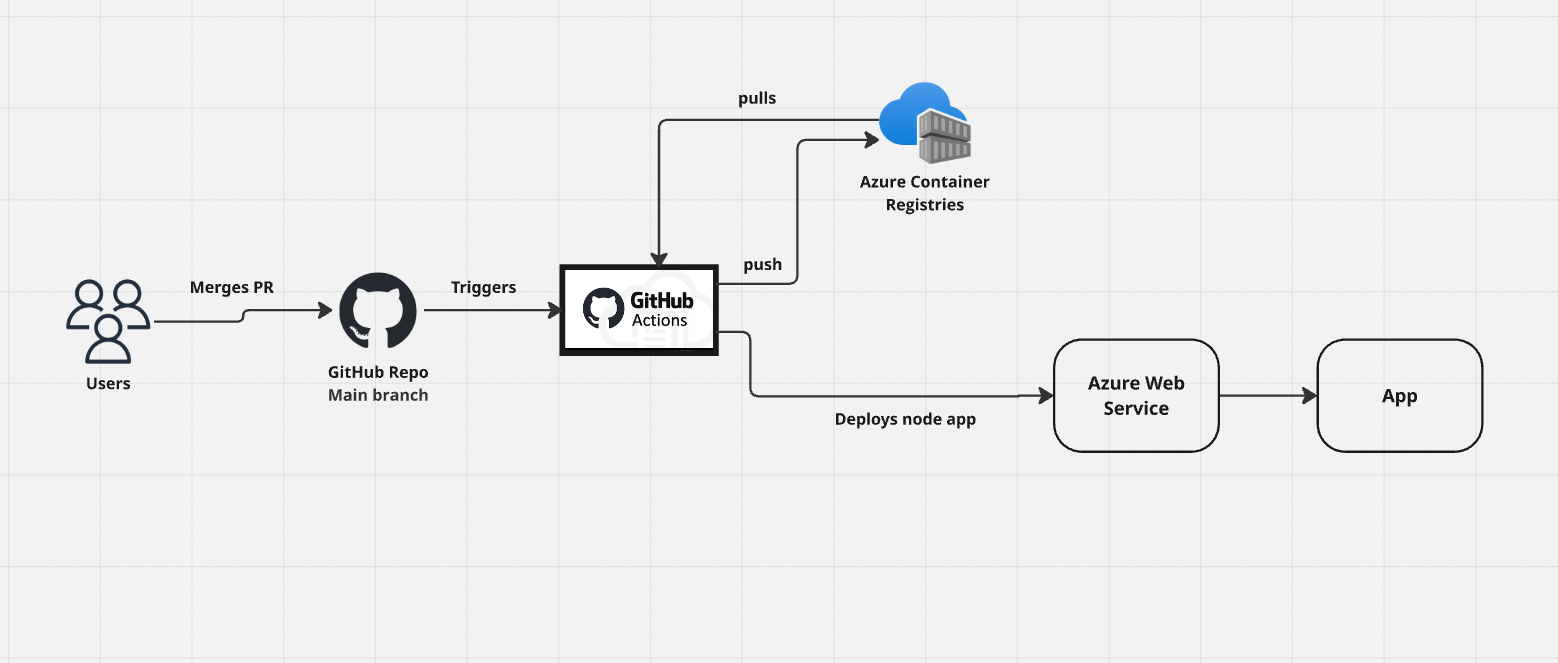 pulls
Azure Container
Registries
push
Merges PR
Triggers
GitHub
Actions
Users
GitHub Repo
Main branch
Deploys node app
Azure Web
Service
App